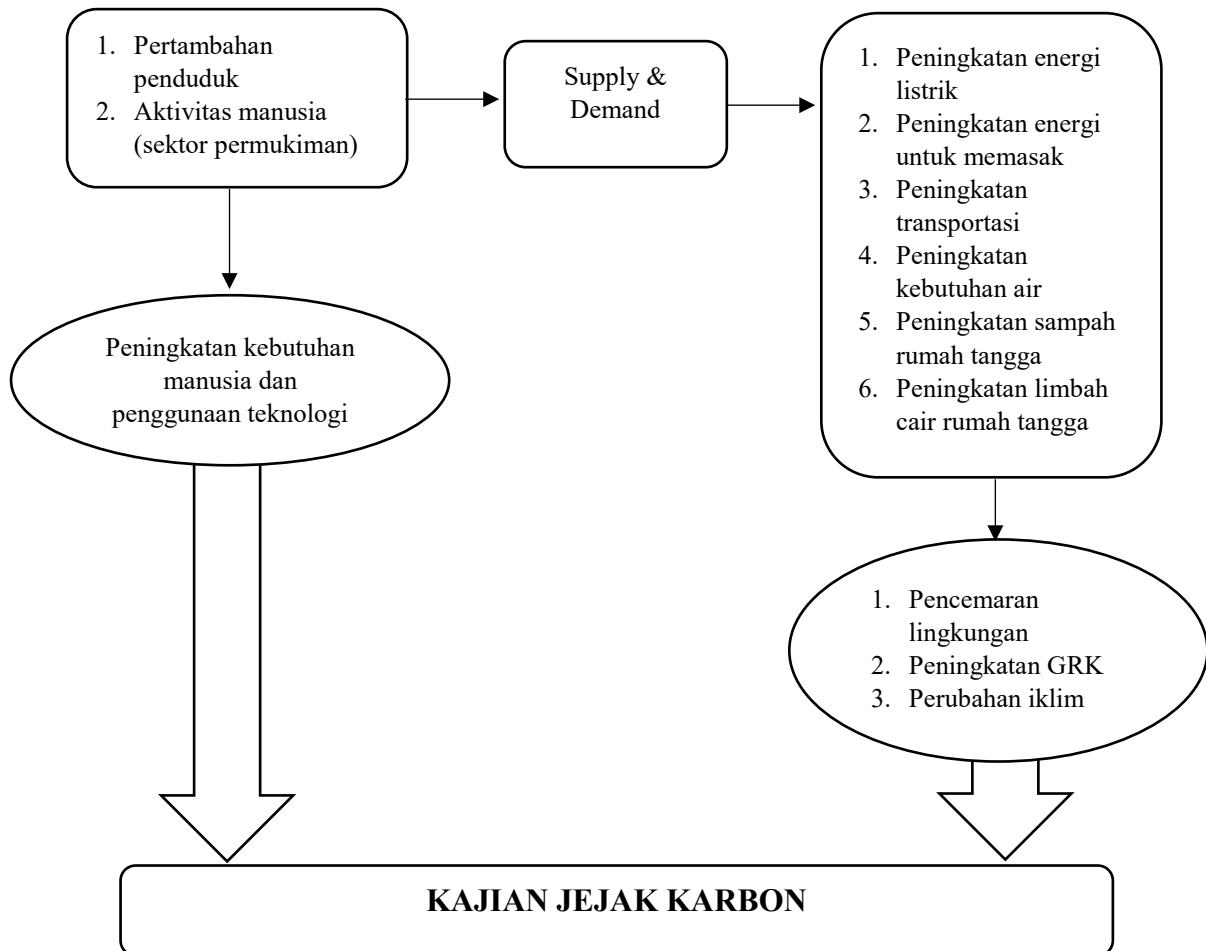 1. Pertambahan
penduduk
2. Aktivitas manusia
(sektor permukiman)
Supply &
Demand
1. Peningkatan energi
listrik
2. Peningkatan energi
untuk memasak
3. Peningkatan
transportasi
4. Peningkatan
kebutuhan air
5. Peningkatan sampah
rumah tangga
6. Peningkatan limbah
cair rumah tangga
Peningkatan kebutuhan
manusia dan
penggunaan teknologi
1. Pencemaran
lingkungan
2. Peningkatan GRK
3. Perubahan iklim
KAJIAN JEJAK KARBON